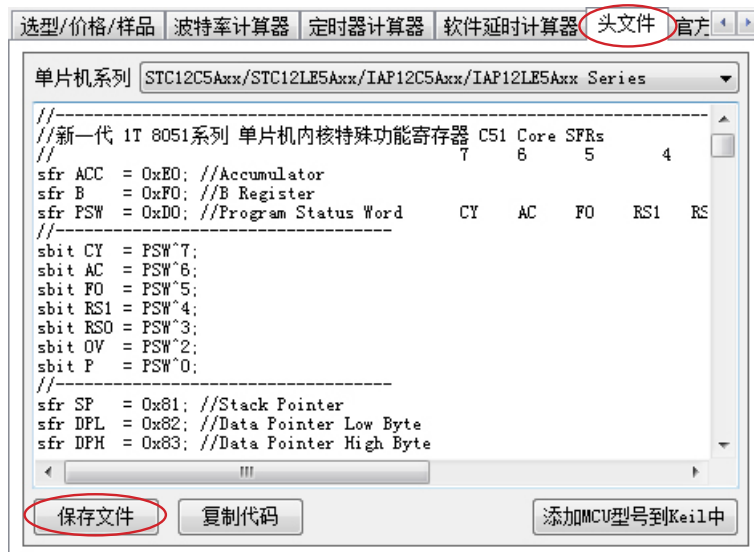 选型/价格/样品 波特率计算器 定时器计算器 软件延时计算器 头文件 官方
单片机系列 STC12C5Axx/STC12LE5Axx/IAP12C5Axx/IAP12LE5Axx Series
//--------------------------------------------------------------------------------
//新一代 1T 8051系列 单片机内核特殊功能寄存器 C51 Core SFRs
// 7 6 5 4
sfr ACC = 0xE0; //Accumulator
sfr B = 0xF0; //B Register
sfr PSW = 0xD0; //Program Status Word CY AC F0 RS1 RS
//-----------------------------------
sbit CY = PSW^7;
sbit AC = PSW^6;
sbit F0 = PSW^5;
sbit RS1 = PSW^4;
sbit RS0 = PSW^3;
sbit OV = PSW^2;
sbit P = PSW^0;
//-----------------------------------
sfr SP = 0x81; //Stack Pointer
sfr DPL = 0x82; //Data Pointer Low Byte
sfr DPH = 0x83; //Data Pointer High Byte
保存文件 复制代码 添加MCU型号到Keil中